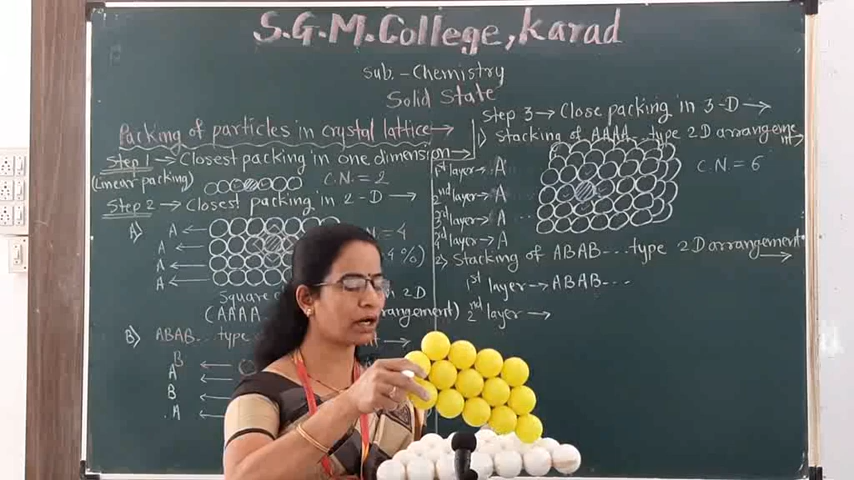 S.G.M.College, Karad
Sub. - Chemistry
Solid State
Packing of particles in crystal lattice →
Step 1 → Closest packing in one dimension →
(Linear packing) C.N. = 2
Step 2 → Closest packing in 2-D →
A) A ←
A ←
A ←
A ←
= 4
%)
Square in 2D
(AAAA arrangement)
B) ABAB... type →
B
A ←
B ←
A ←
Step 3 → Close packing in 3-D →
1) Stacking of AAAA... type 2D arrangement →
1st layer → A
2nd layer → A
3rd layer → A ...
layer → A
C.N. = 6
2) Stacking of ABAB... type 2D arrangement →
1st layer → ABAB...
2nd layer →